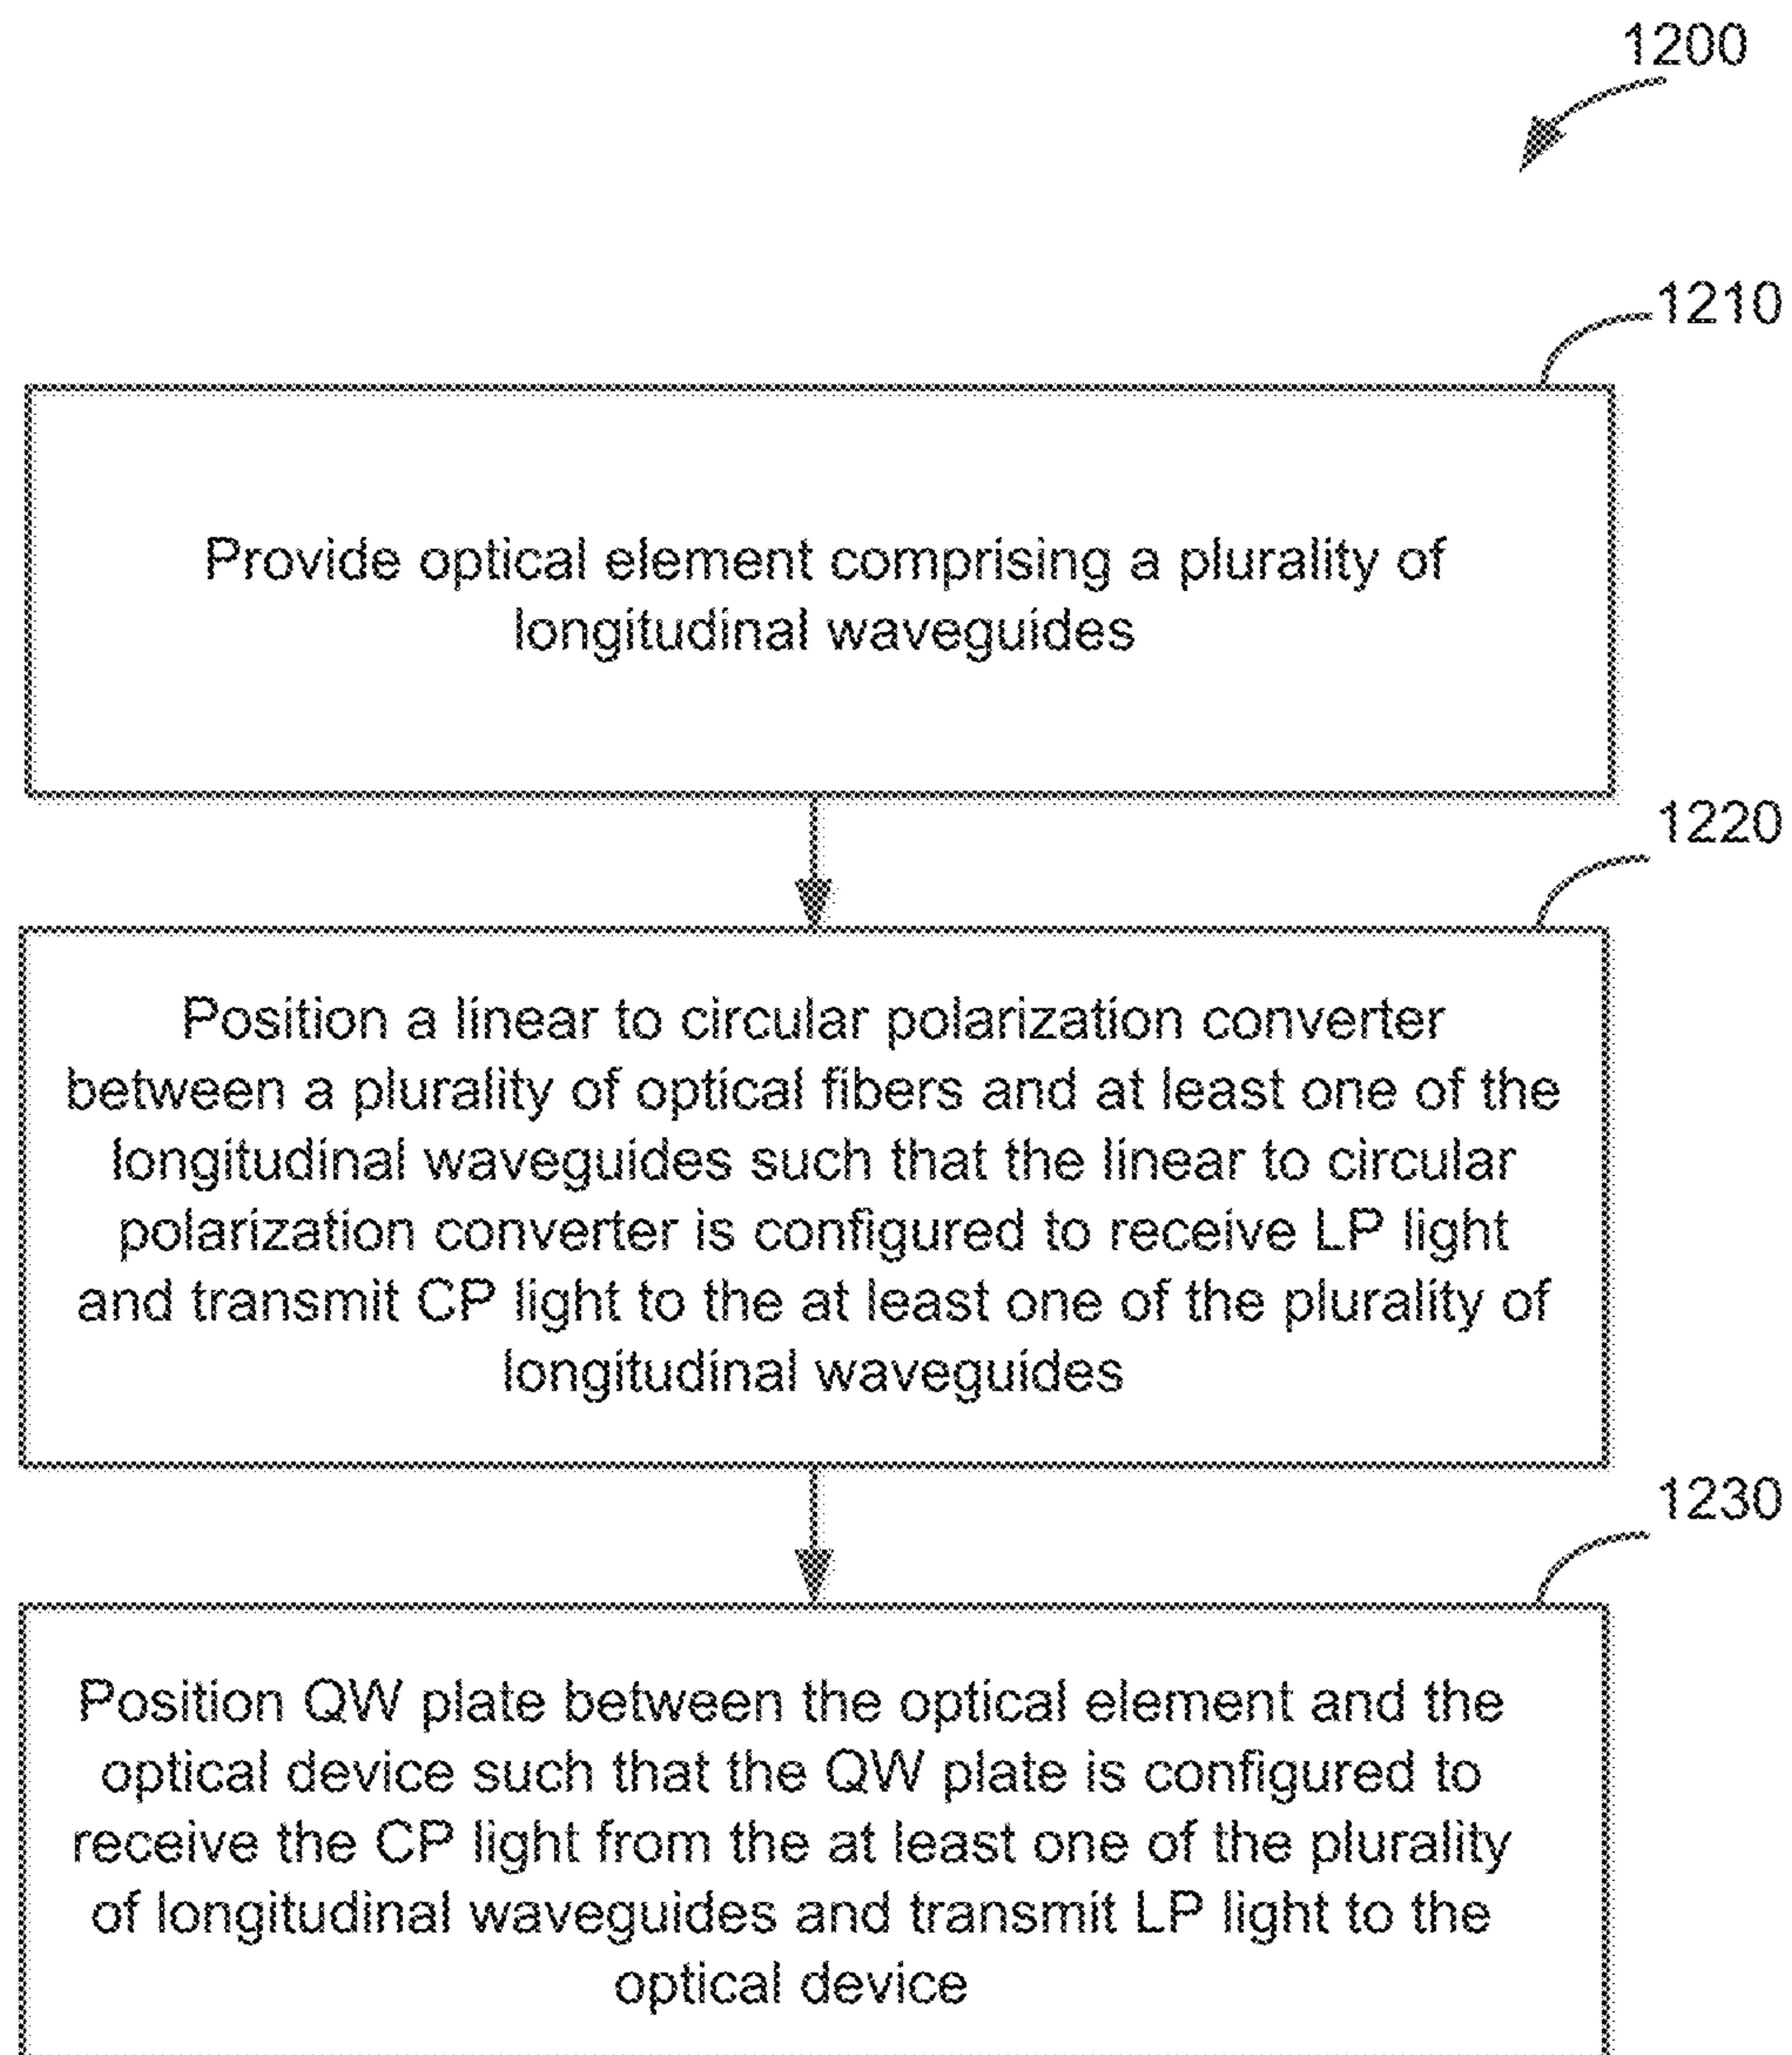 1200
1210
Provide optical element comprising a plurality of
longitudinal waveguides
1220
Position a linear to circular polarization converter
between a plurality of optical fibers and at least one of the
longitudinal waveguides such that the linear to circular
polarization converter is configured to receive LP light
and transmit CP light to the at least one of the plurality of
longitudinal waveguides
1230
Position QW plate between the optical element and the
optical device such that the QW plate is configured to
receive the CP light from the at least one of the plurality
of longitudinal waveguides and transmit LP light to the
optical device